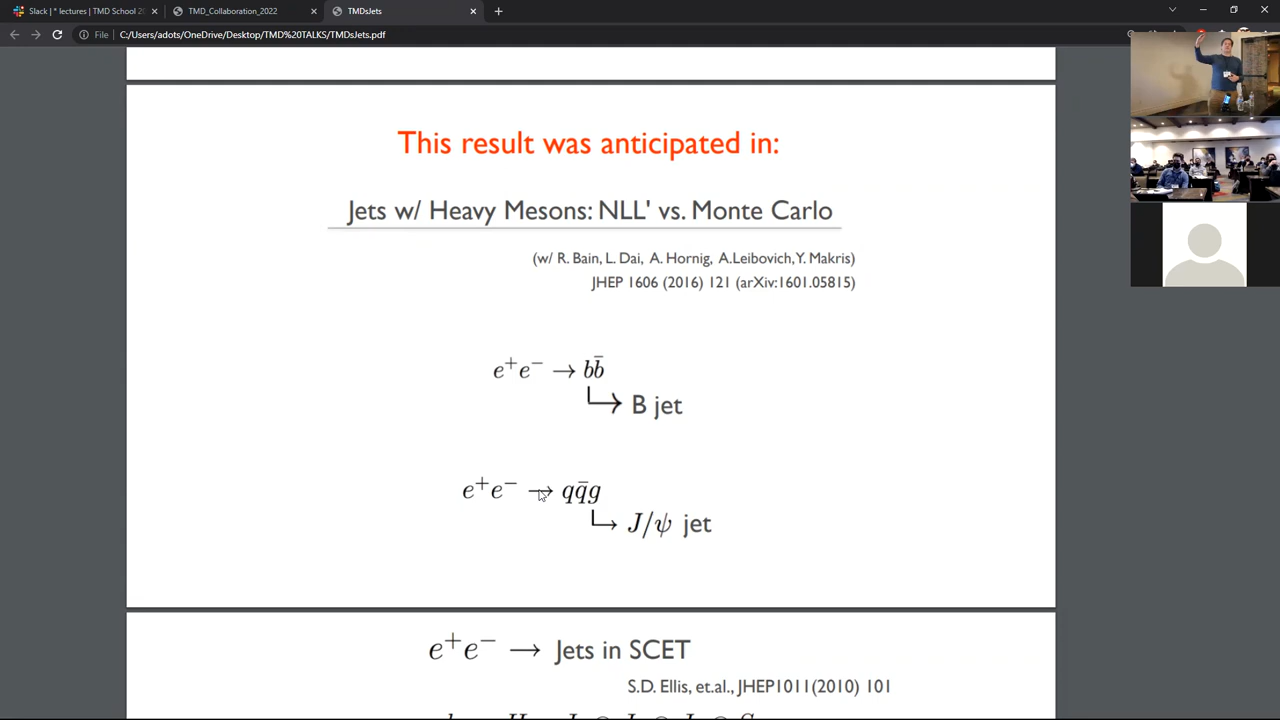 Slack | * lectures | TMD School 20
TMD_Collaboration_2022
TMDsJets
File
C:/Users/adots/OneDrive/Desktop/TMD%20TALKS/TMDsJets.pdf
This result was anticipated in:
Jets w/ Heavy Mesons: NLL' vs. Monte Carlo
(w/ R. Bain, L. Dai, A. Hornig, A.Leibovich,Y. Makris)
JHEP 1606 (2016) 121 (arXiv:1601.05815)
e⁺e⁻ → bb̄
↳ B jet
e⁺e⁻ → qq̄g
↳ J/ψ jet
e⁺e⁻ → Jets in SCET
S.D. Ellis, et.al., JHEP1011(2010) 101